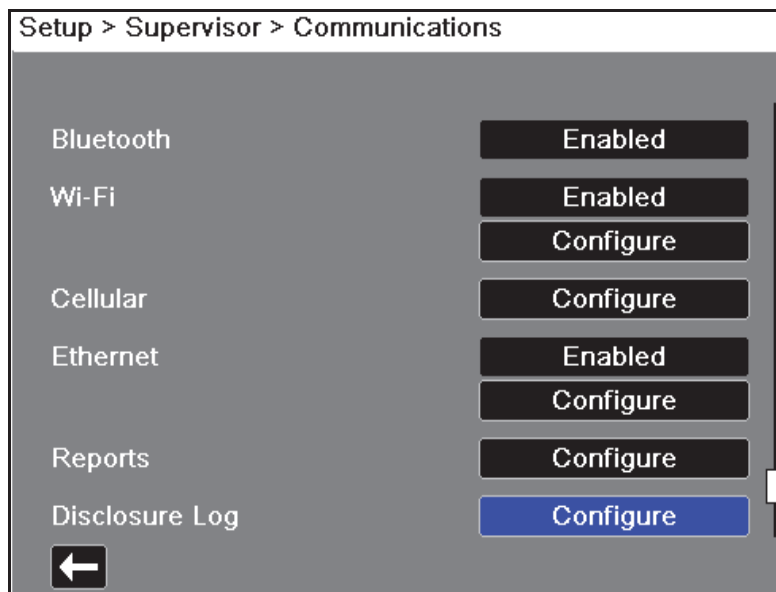 Setup > Supervisor > Communications
Bluetooth Enabled
Wi-Fi Enabled
Configure
Cellular Configure
Ethernet Enabled
Configure
Reports Configure
Disclosure Log Configure